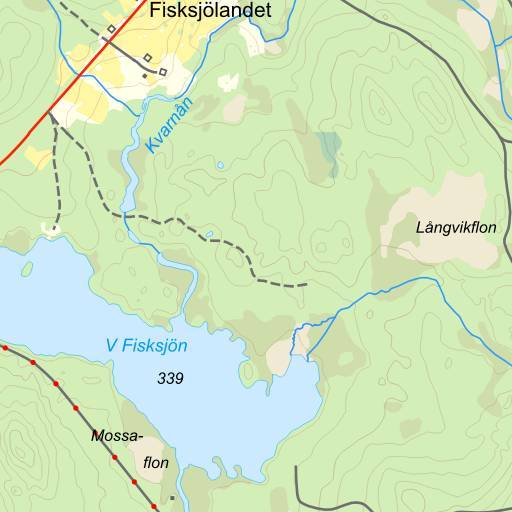 Fisksjölandet
Kvarnån
Långvikflon
V Fisksjön
339
Mossa-
flon